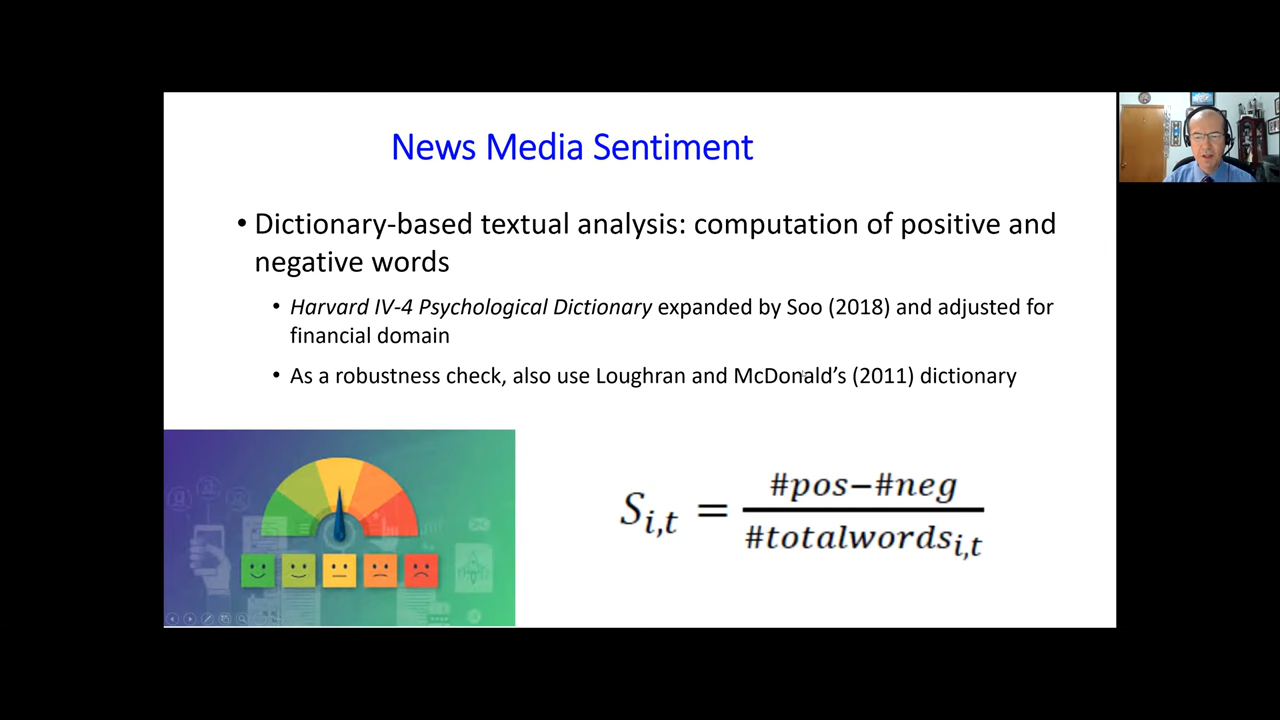 News Media Sentiment
• Dictionary-based textual analysis: computation of positive and
negative words
• Harvard IV-4 Psychological Dictionary expanded by Soo (2018) and adjusted for
financial domain
• As a robustness check, also use Loughran and McDonald’s (2011) dictionary
S_{i,t} = \frac{#pos−#neg}{#totalwords_{i,t}}